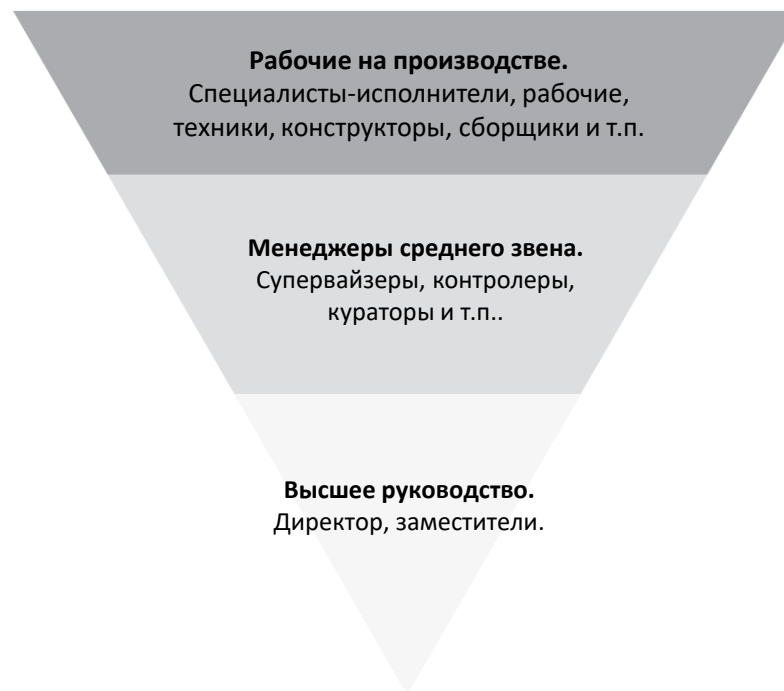 Рабочие на производстве.
Специалисты-исполнители, рабочие,
техники, конструкторы, сборщики и т.п.
Менеджеры среднего звена.
Супервайзеры, контролеры,
кураторы и т.п..
Высшее руководство.
Директор, заместители.